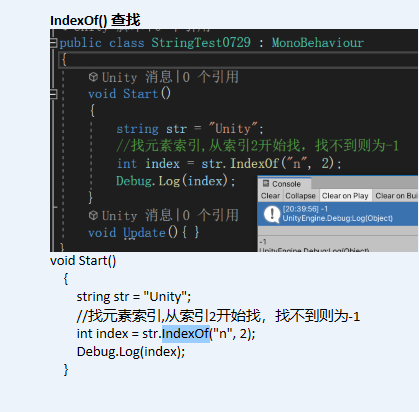 IndexOf() 查找
public class StringTest0729 : MonoBehaviour
{
Unity 消息|0 个引用
void Start()
{
string str = "Unity";
//找元素索引,从索引2开始找，找不到则为-1
int index = str.IndexOf("n", 2);
Debug.Log(index);
}
Unity 消息|0 个引用
void Update(){ }
}
Console
Clear Collapse Clear on Play Clear on Bui
[20:39:56] -1
UnityEngine.Debug:Log(Object)
-1
UnityEngine.Debug:Log(Object)
void Start()
{
string str = "Unity";
//找元素索引,从索引2开始找，找不到则为-1
int index = str.IndexOf("n", 2);
Debug.Log(index);
}